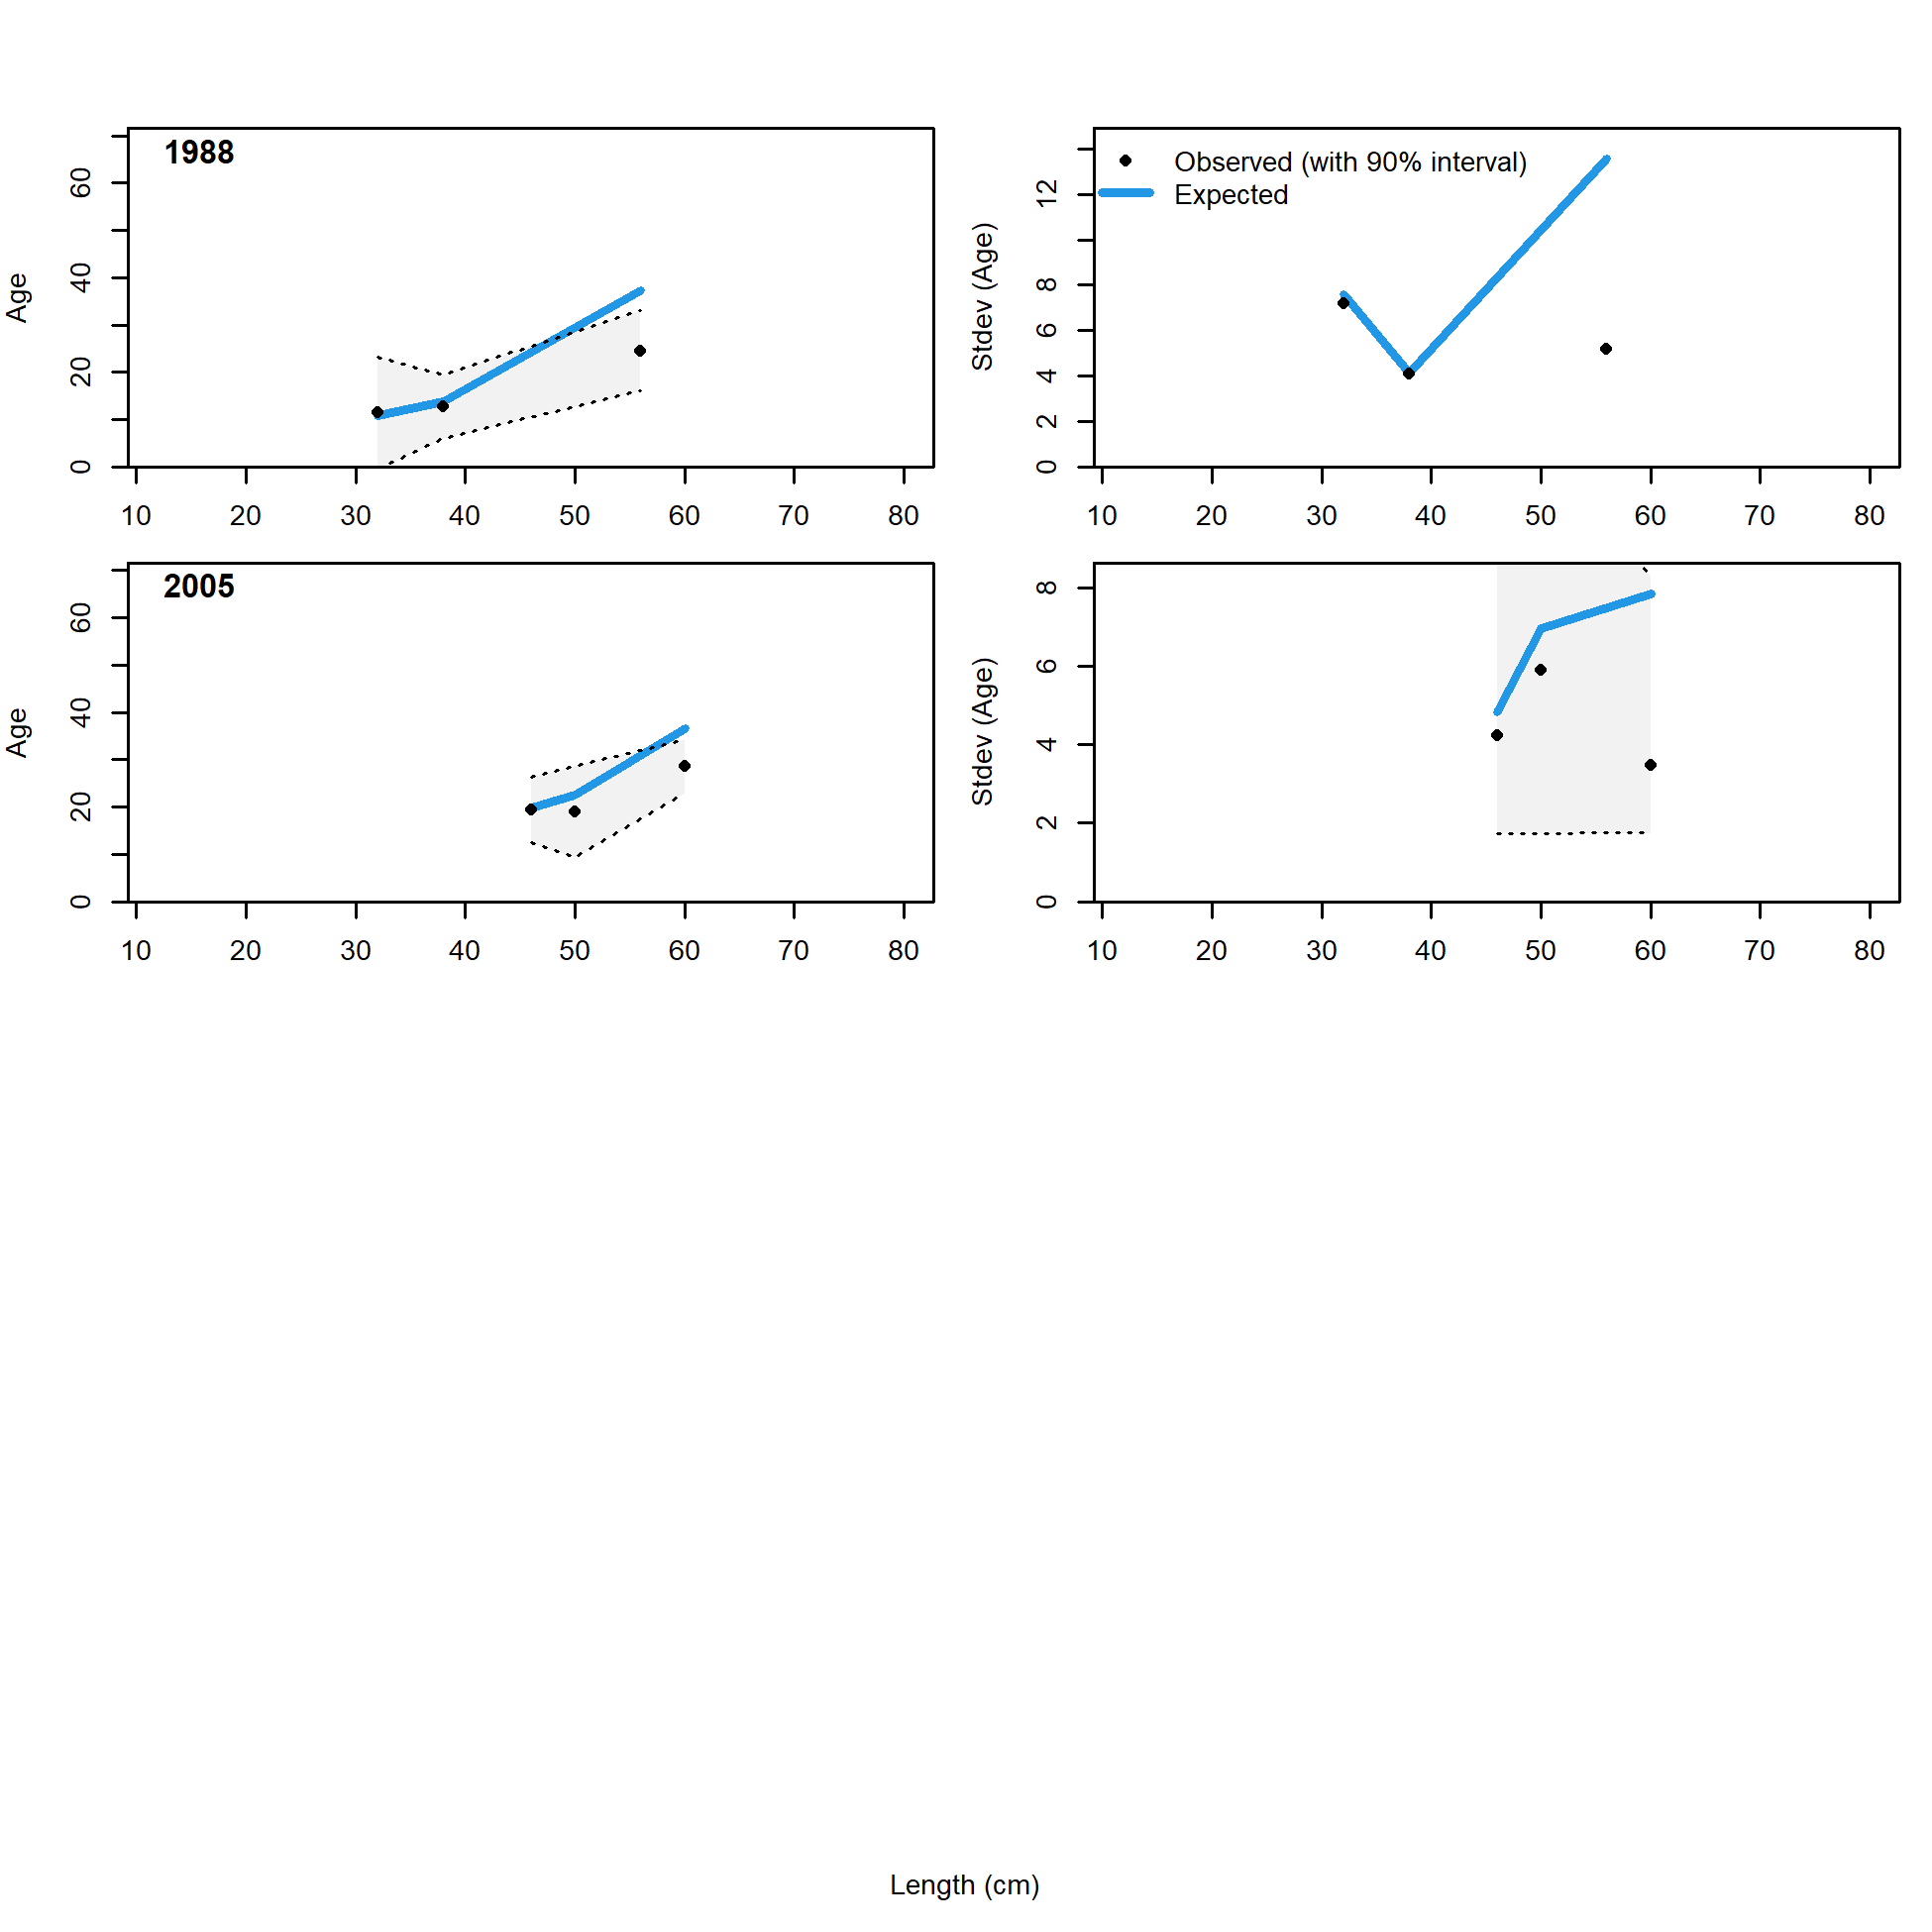 1988
Age
0 20 40 60
10 20 30 40 50 60 70 80
Observed (with 90% interval)
Expected
Stdev (Age)
0 2 4 6 8 12
10 20 30 40 50 60 70 80
2005
Age
0 20 40 60
10 20 30 40 50 60 70 80
Stdev (Age)
0 2 4 6 8
10 20 30 40 50 60 70 80
Length (cm)